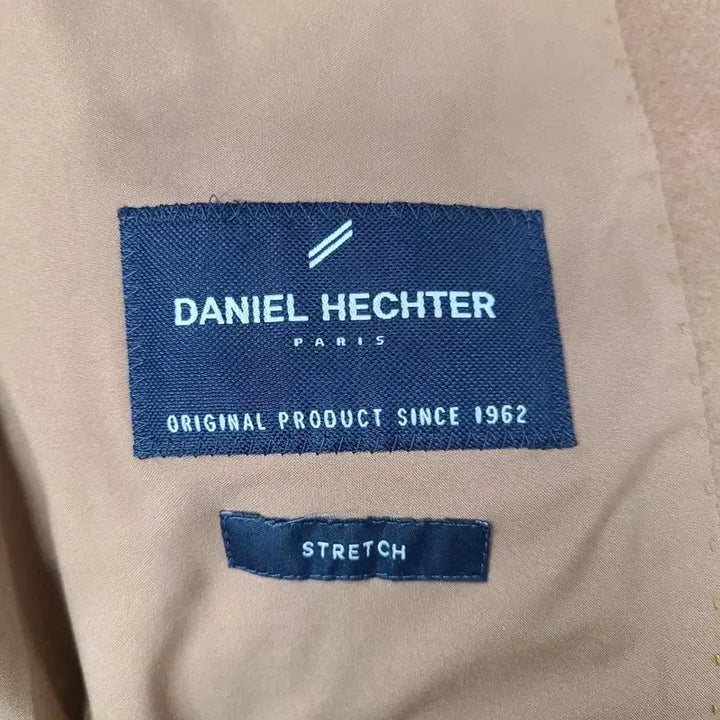 DANIEL HECHTER
PARIS
ORIGINAL PRODUCT SINCE 1962
STRETCH